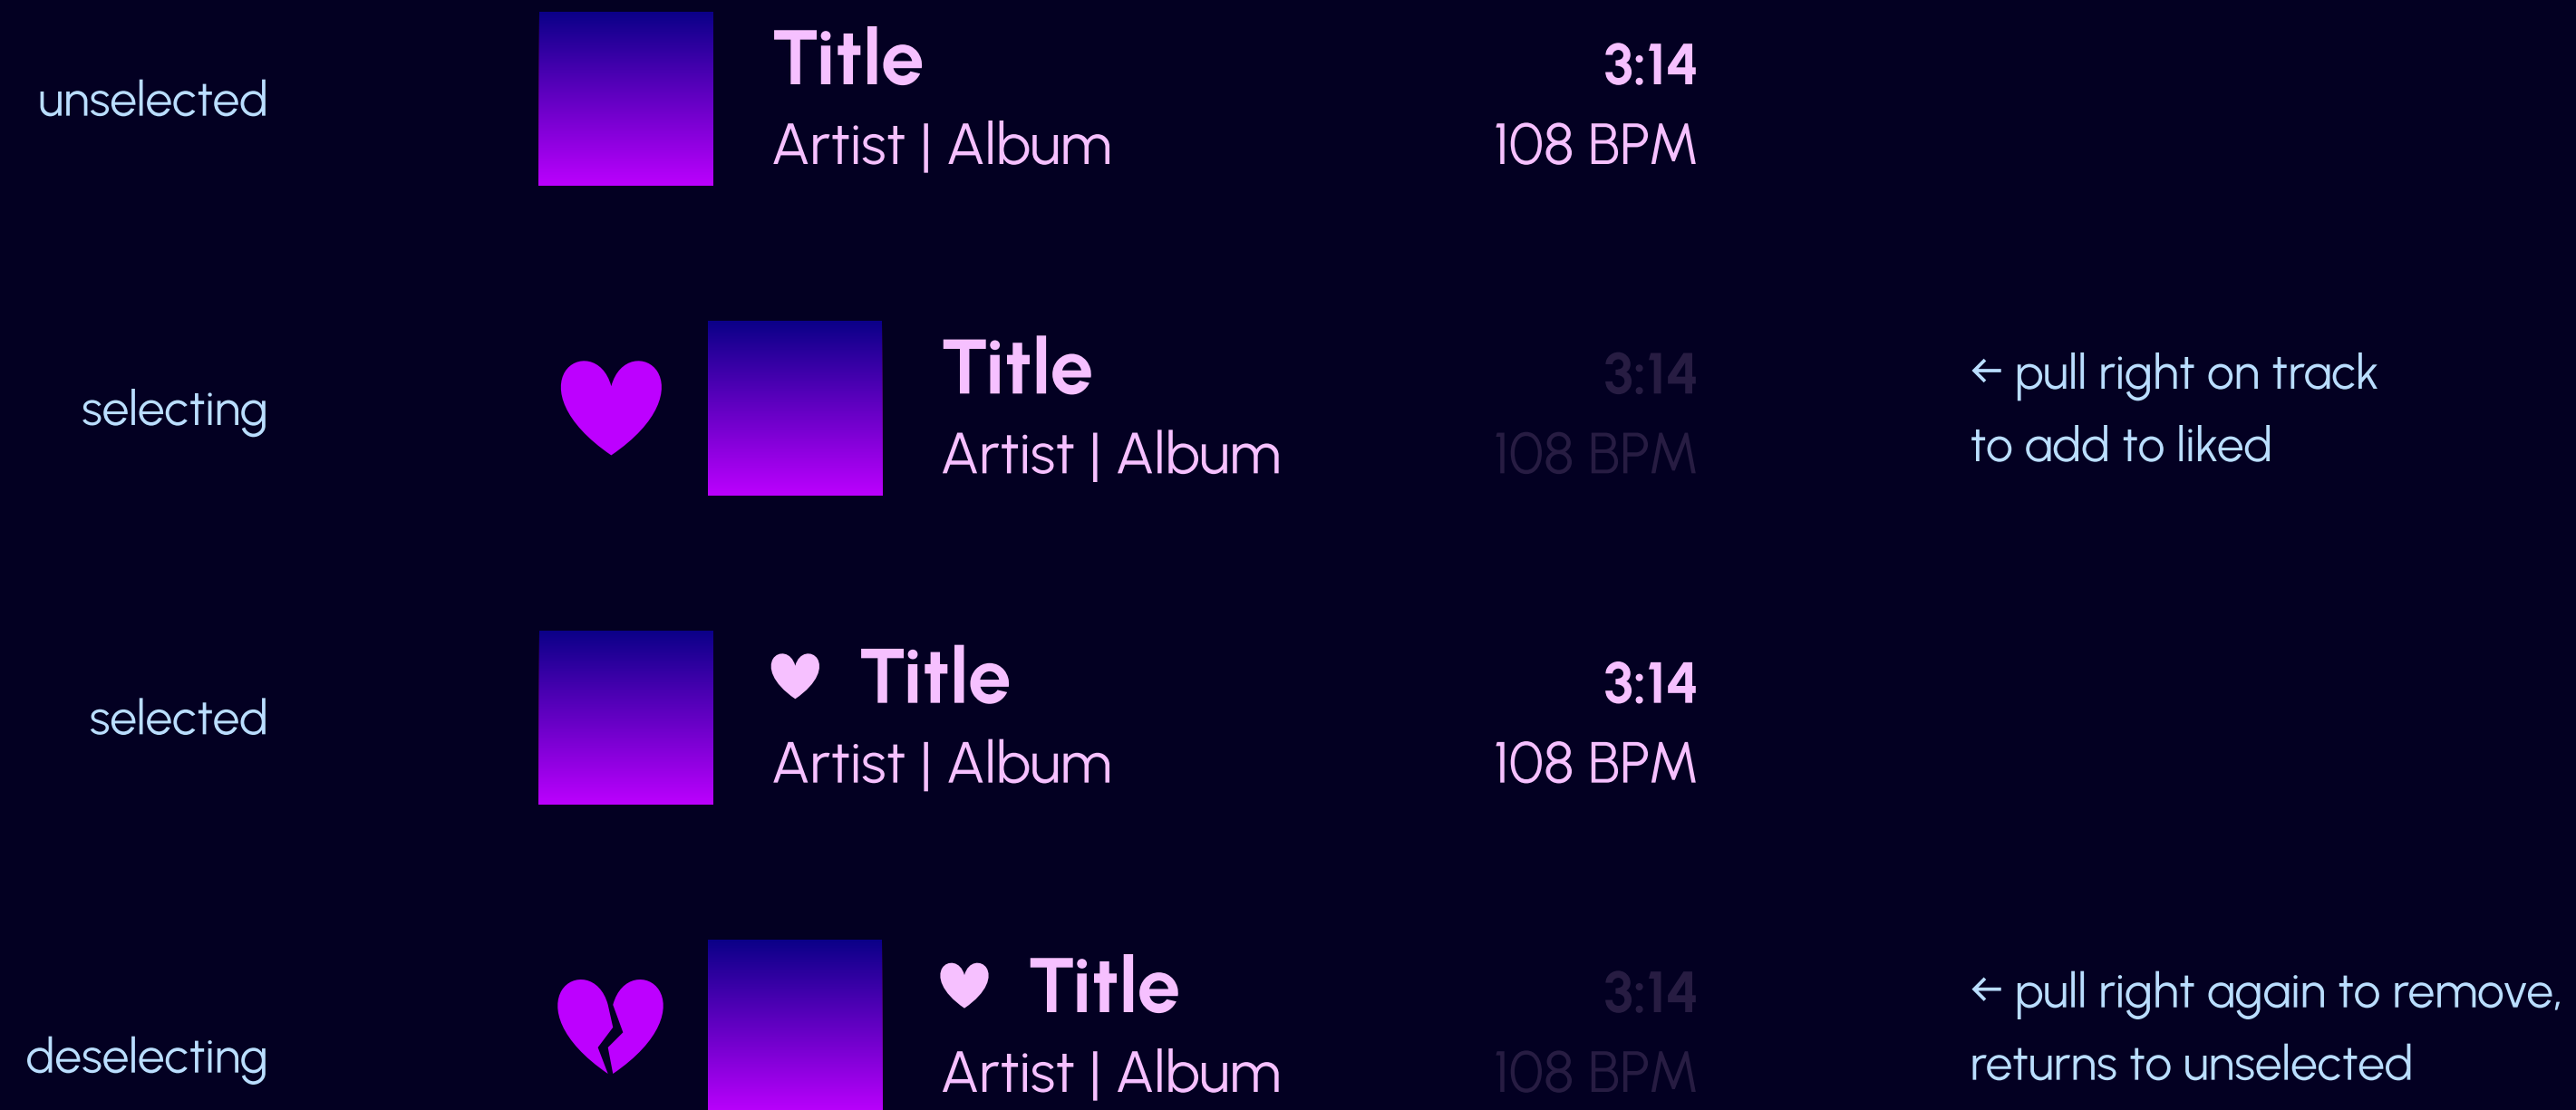 Title
3:14
unselected
Artist | Album
108 BPM
Title
3:14
← pull right on track
selecting
Artist | Album
108 BPM
to add to liked
Title
3:14
selected
Artist | Album
108 BPM
Title
3:14
← pull right again to remove,
deselecting
Artist | Album
108 BPM
returns to unselected